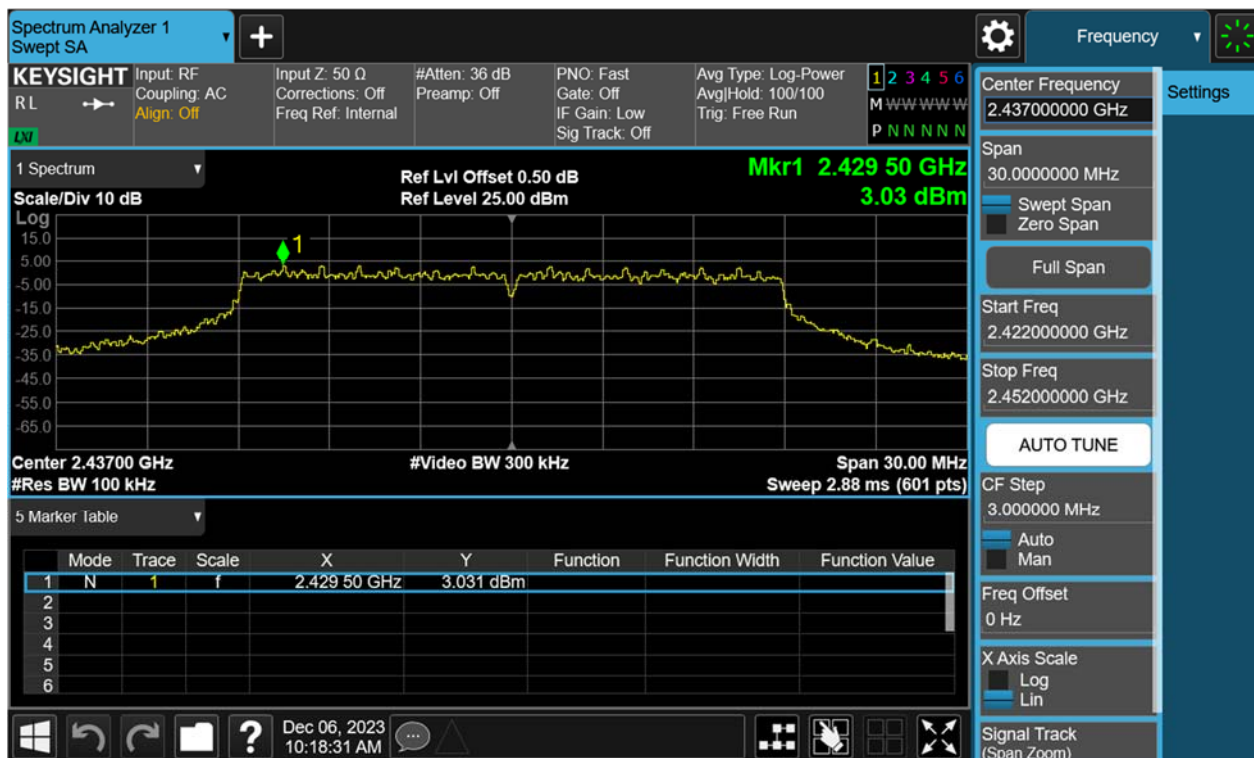 Spectrum Analyzer 1
Swept SA
Frequency
KEYSIGHT
R L
LXI
Input: RF
Coupling: AC
Align: Off
Input Z: 50 Ω
Corrections: Off
Freq Ref: Internal
#Atten: 36 dB
Preamp: Off
PNO: Fast
Gate: Off
IF Gain: Low
Sig Track: Off
Avg Type: Log-Power
Avg|Hold: 100/100
Trig: Free Run
1 2 3 4 5 6
M W W W W W
P N N N N N
1 Spectrum
Scale/Div 10 dB
Ref Lvl Offset 0.50 dB
Ref Level 25.00 dBm
Mkr1 2.429 50 GHz
3.03 dBm
Log
15.0
5.00
-5.00
-15.0
-25.0
-35.0
-45.0
-55.0
-65.0
1
Center 2.43700 GHz
#Res BW 100 kHz
#Video BW 300 kHz
Span 30.00 MHz
Sweep 2.88 ms (601 pts)
5 Marker Table
Mode Trace Scale X Y Function Function Width Function Value
1 N 1 f 2.429 50 GHz 3.031 dBm
2
3
4
5
6
Dec 06, 2023
10:18:31 AM
Center Frequency
2.437000000 GHz
Span
30.0000000 MHz
Swept Span
Zero Span
Full Span
Start Freq
2.422000000 GHz
Stop Freq
2.452000000 GHz
AUTO TUNE
CF Step
3.000000 MHz
Auto
Man
Freq Offset
0 Hz
X Axis Scale
Log
Lin
Signal Track
(Span Zoom)
Settings